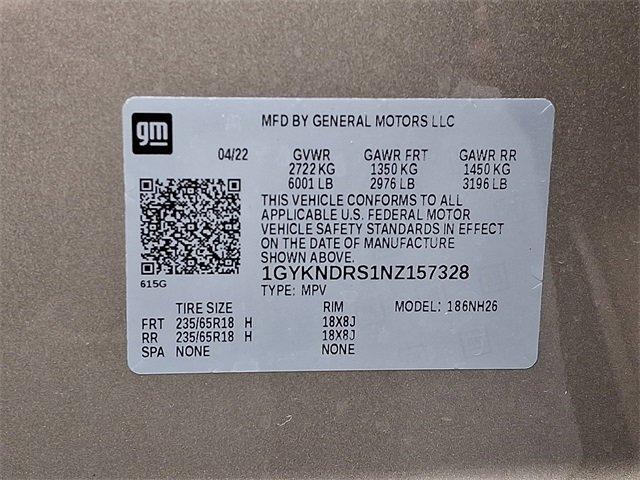 gm
MFD BY GENERAL MOTORS LLC
04/22 GVWR GAWR FRT GAWR RR
2722 KG 1350 KG 1450 KG
6001 LB 2976 LB 3196 LB
THIS VEHICLE CONFORMS TO ALL
APPLICABLE U.S. FEDERAL MOTOR
VEHICLE SAFETY STANDARDS IN EFFECT
ON THE DATE OF MANUFACTURE
SHOWN ABOVE.
1GYKNDRS1NZ157328
615G
TYPE: MPV
TIRE SIZE RIM MODEL: 186NH26
FRT 235/65R18 H 18X8J
RR 235/65R18 H 18X8J
SPA NONE NONE